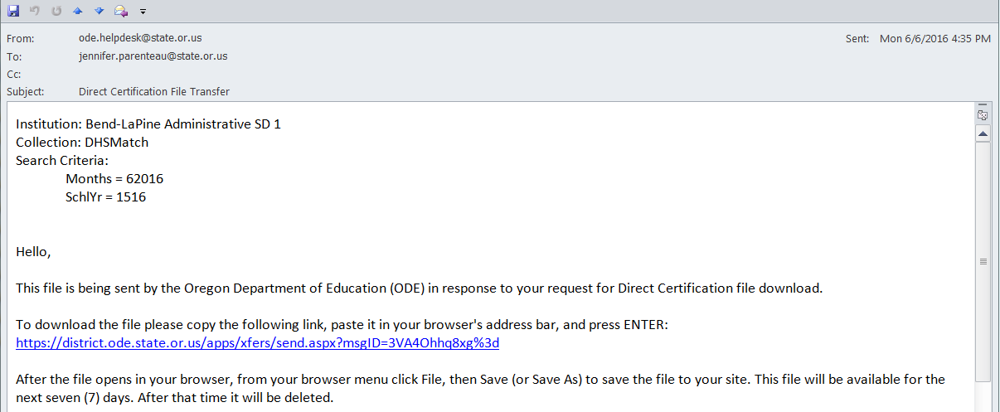 From: ode.helpdesk@state.or.us Sent: Mon 6/6/2016 4:35 PM
To: jennifer.parenteau@state.or.us
Cc:
Subject: Direct Certification File Transfer
Institution: Bend-LaPine Administrative SD 1
Collection: DHSMatch
Search Criteria:
Months = 62016
SchlYr = 1516
Hello,
This file is being sent by the Oregon Department of Education (ODE) in response to your request for Direct Certification file download.
To download the file please copy the following link, paste it in your browser's address bar, and press ENTER:
https://district.ode.state.or.us/apps/xfers/send.aspx?msgID=3VA4Ohhq8xg%3d
After the file opens in your browser, from your browser menu click File, then Save (or Save As) to save the file to your site. This file will be available for the
next seven (7) days. After that time it will be deleted.